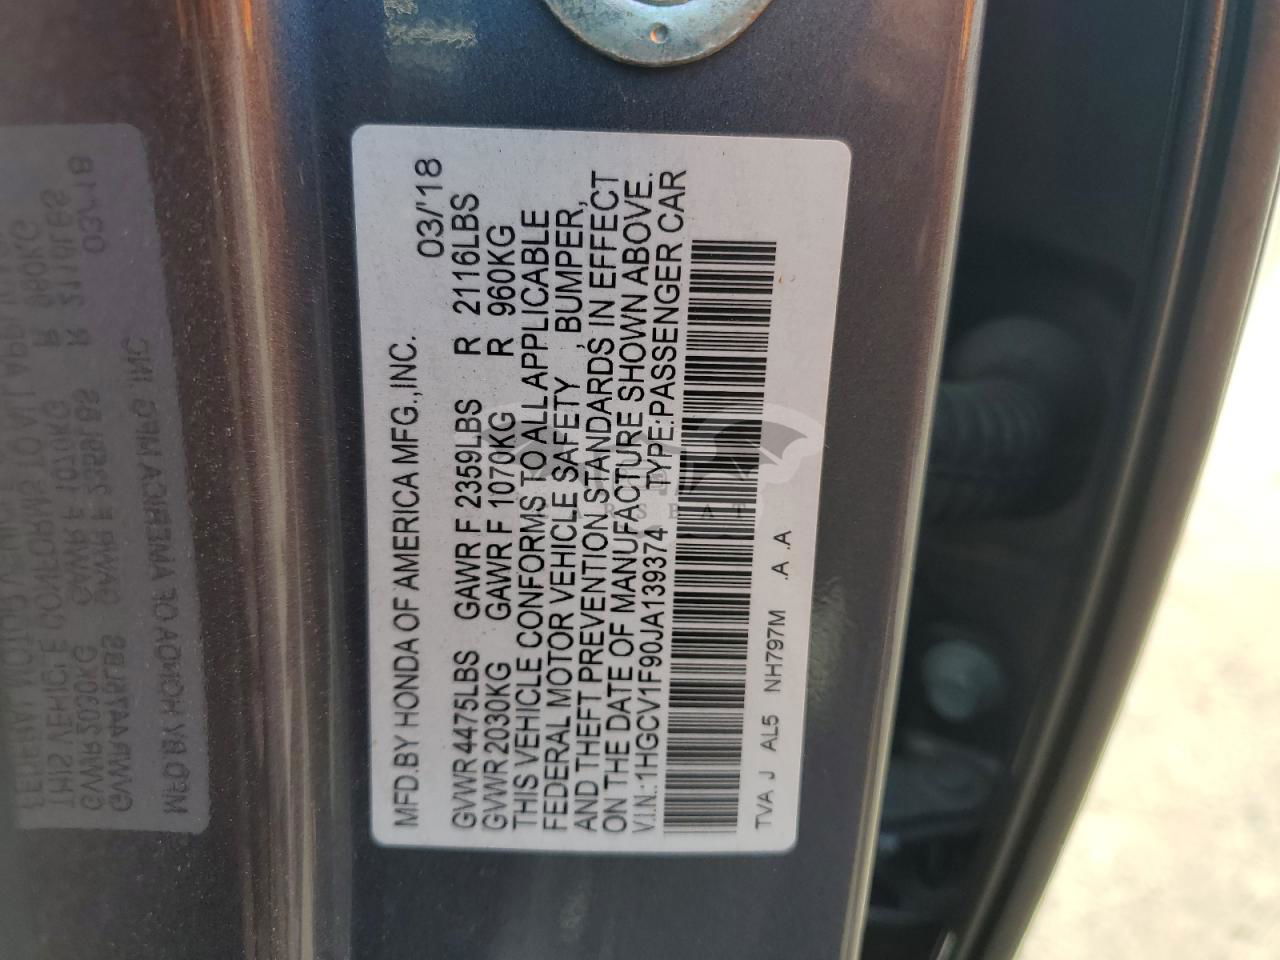 MFD.BY HONDA OF AMERICA MFG.,INC. 03/'18
GVWR 4475LBS GAWR F 2359LBS R 2116LBS
GVWR 2030KG GAWR F 1070KG R 960KG
THIS VEHICLE CONFORMS TO ALL APPLICABLE
FEDERAL MOTOR VEHICLE SAFETY , BUMPER,
AND THEFT PREVENTION STANDARDS IN EFFECT
ON THE DATE OF MANUFACTURE SHOWN ABOVE.
V.I.N.:1HGCV1F90JA139374 TYPE:PASSENGER CAR
TVA J AL5 NH797M .A .A